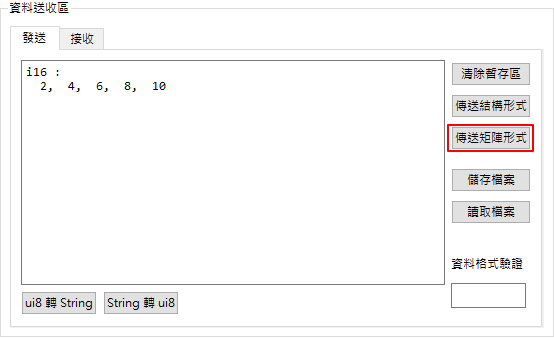 資料送收區
發送
接收
i16 :
2, 4, 6, 8, 10
清除暫存區
傳送結構形式
傳送矩陣形式
儲存檔案
讀取檔案
資料格式驗證
ui8 轉 String
String 轉 ui8